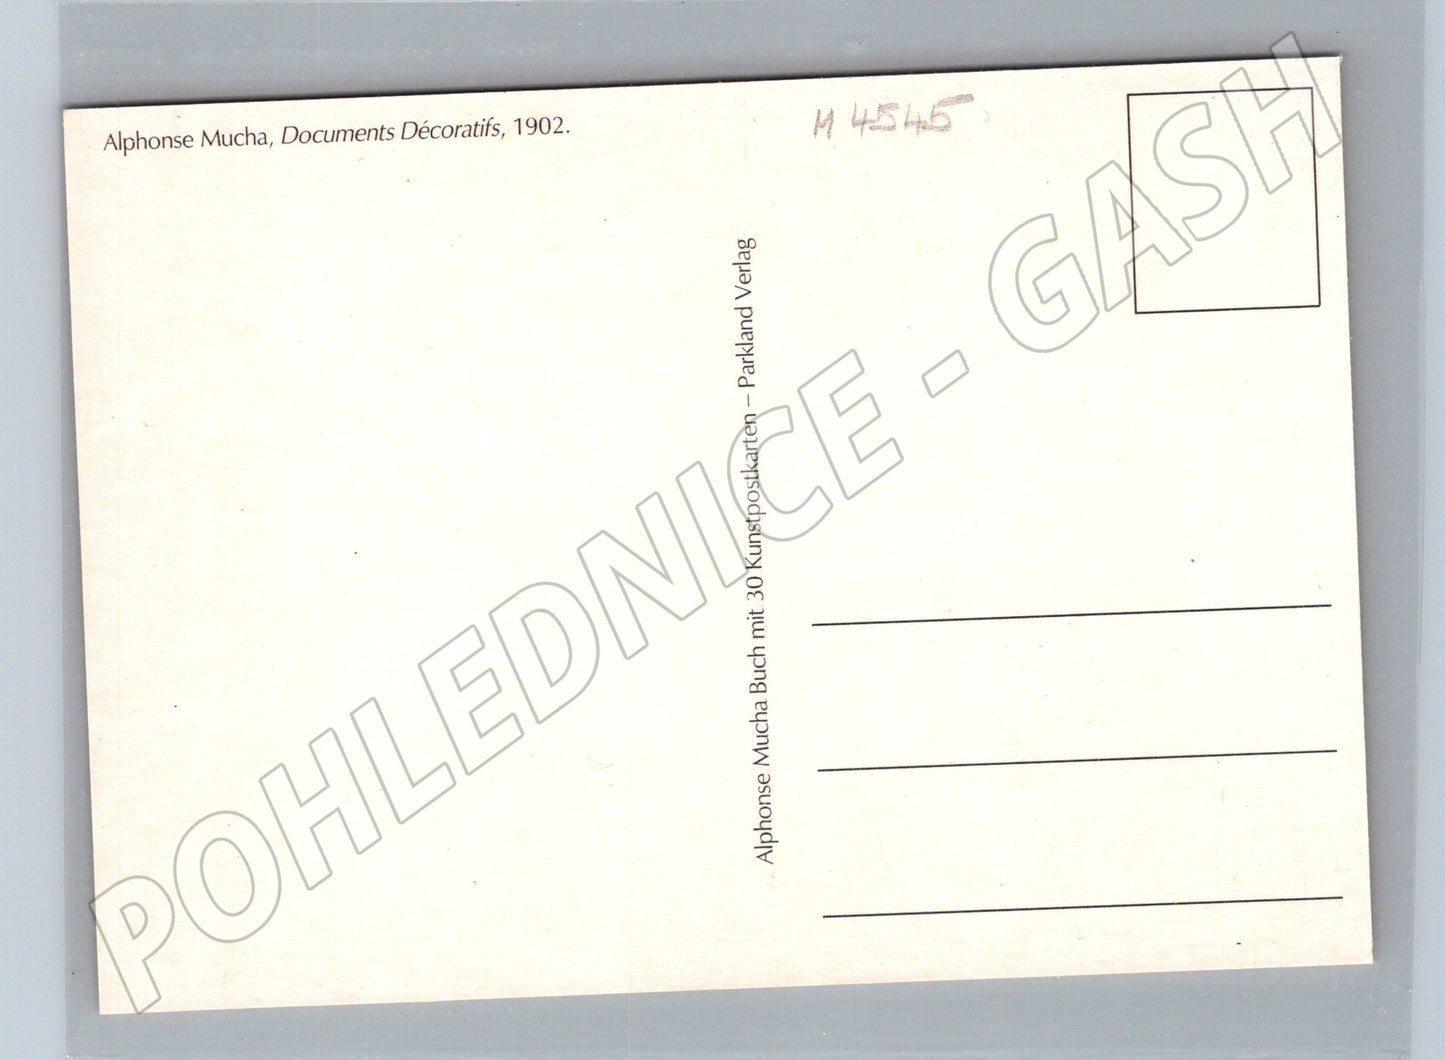 Alphonse Mucha, Documents Décoratifs, 1902.
M 4545
Alphonse Mucha Buch mit 30 Kunstpostkarten – Parkland Verlag
POHLEDNICE - GASH